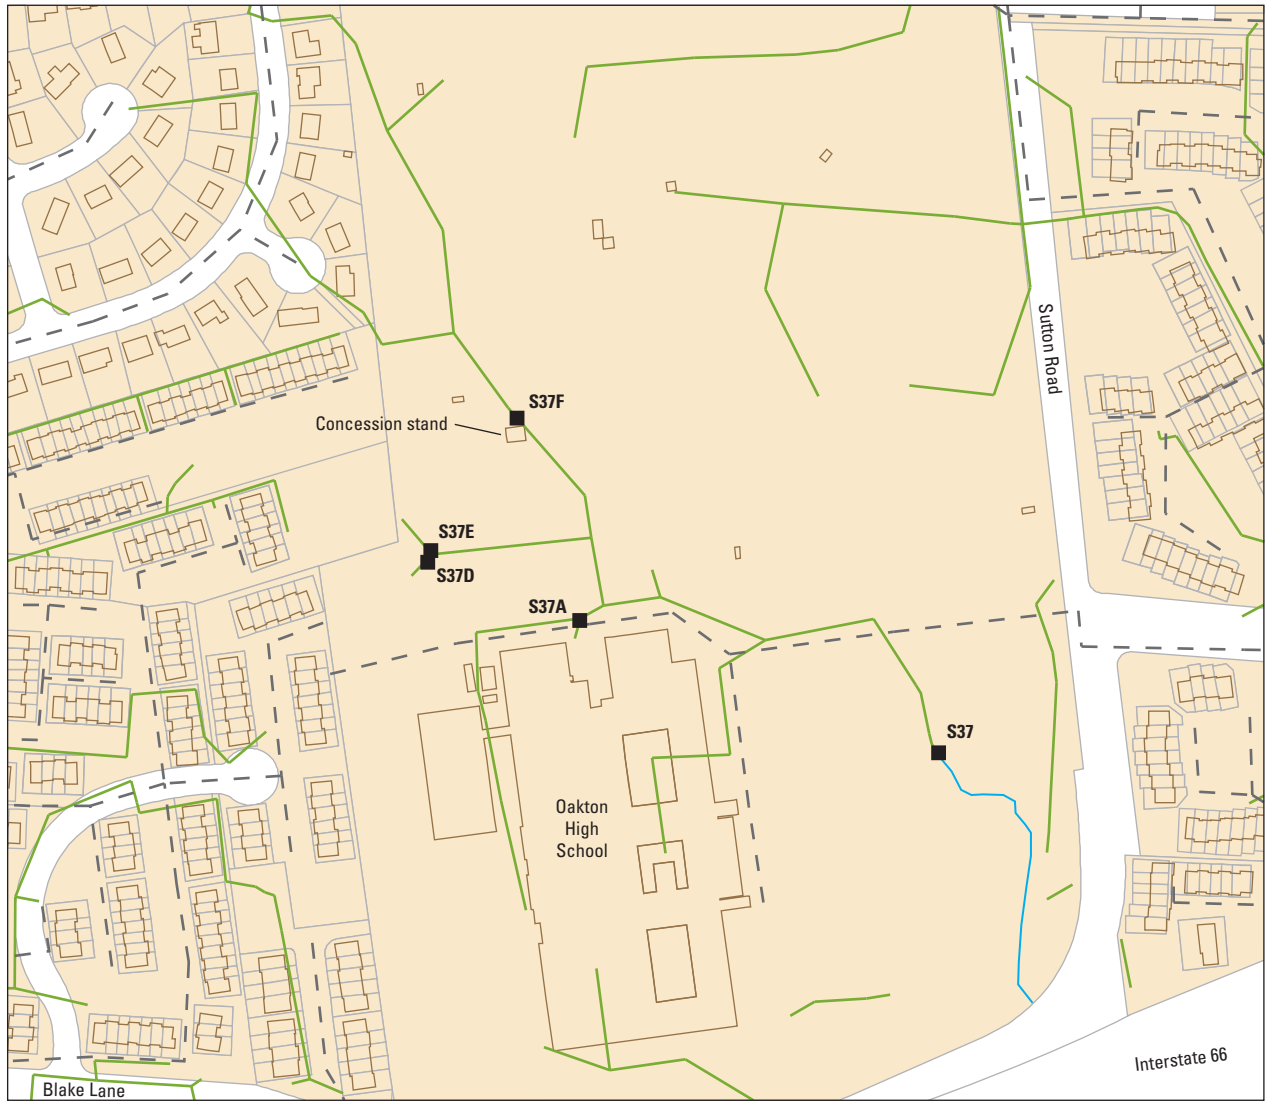 S37F
Concession stand
Sutton Road
S37E
S37D
S37A
S37
Oakton
High
School
Interstate 66
Blake Lane